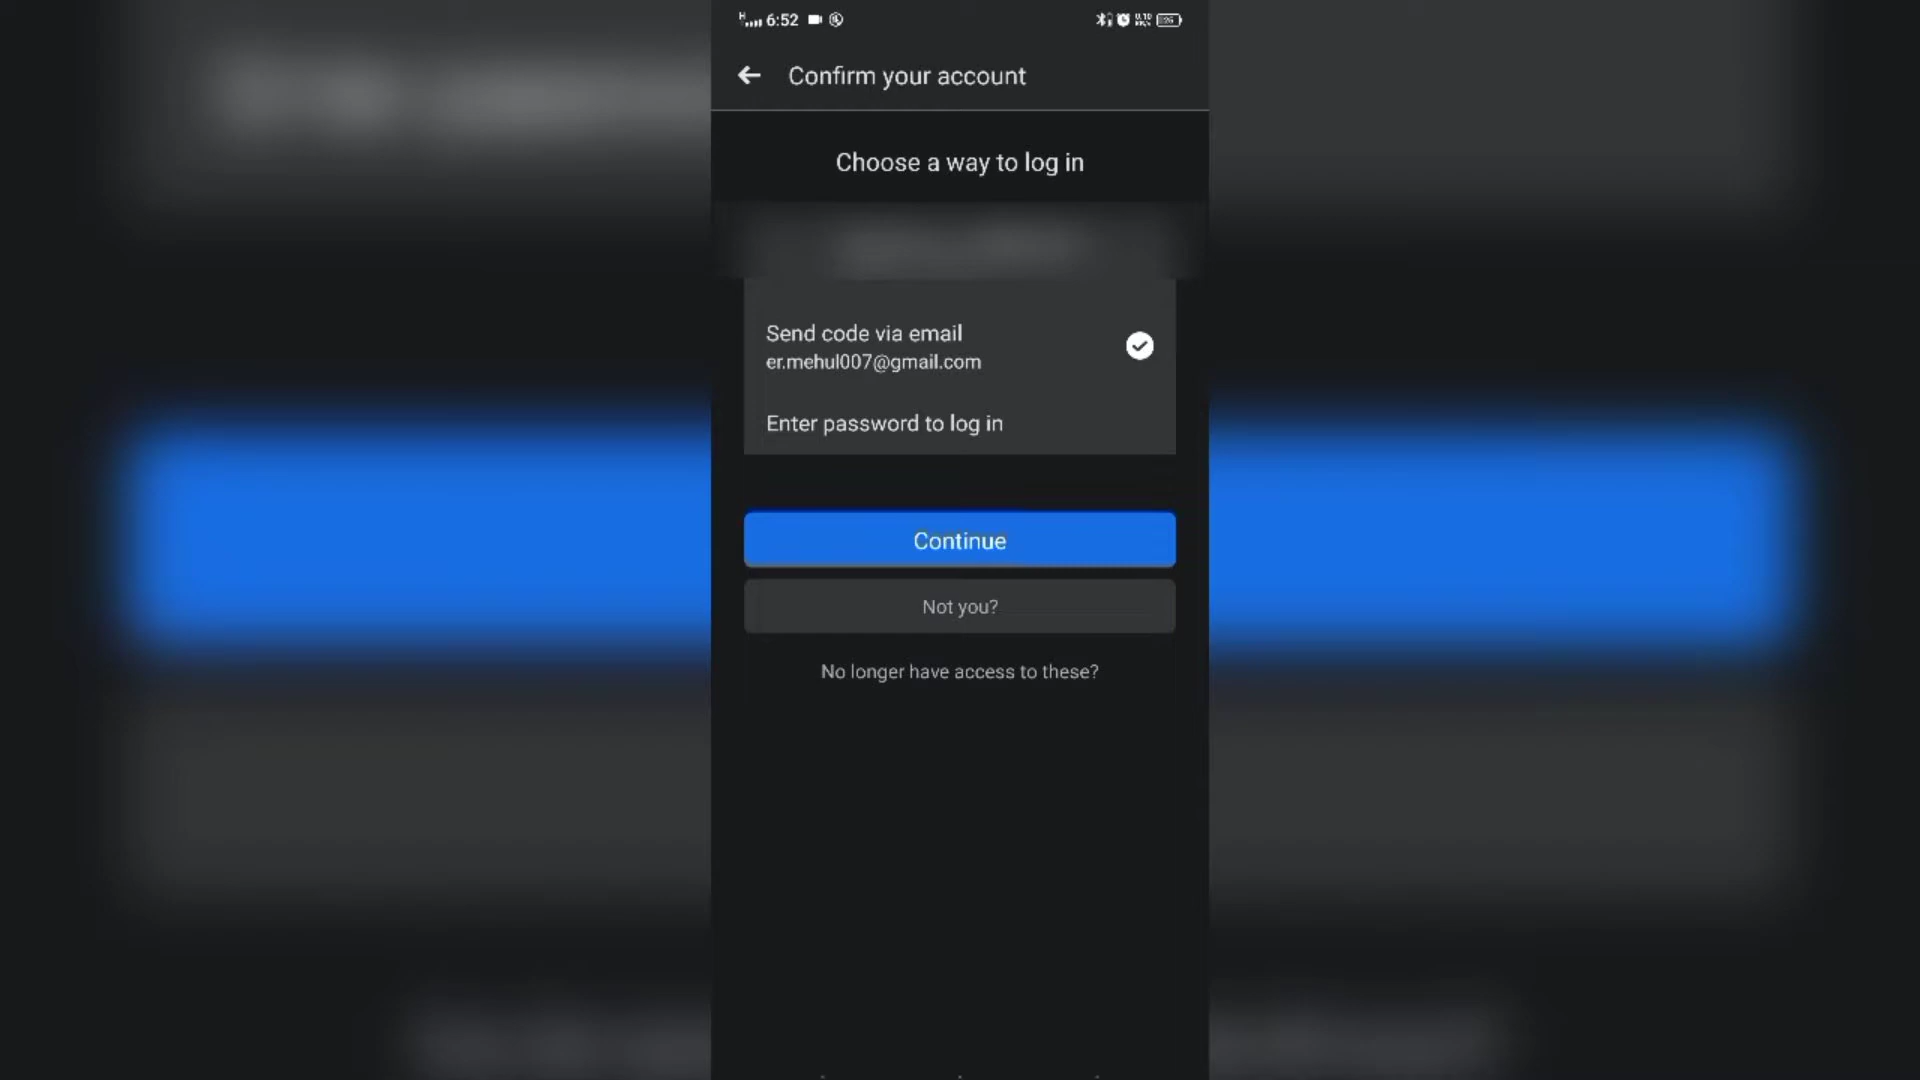 6:52
Confirm your account
Choose a way to log in
Send code via email
er.mehul007@gmail.com
Enter password to log in
Continue
Not you?
No longer have access to these?